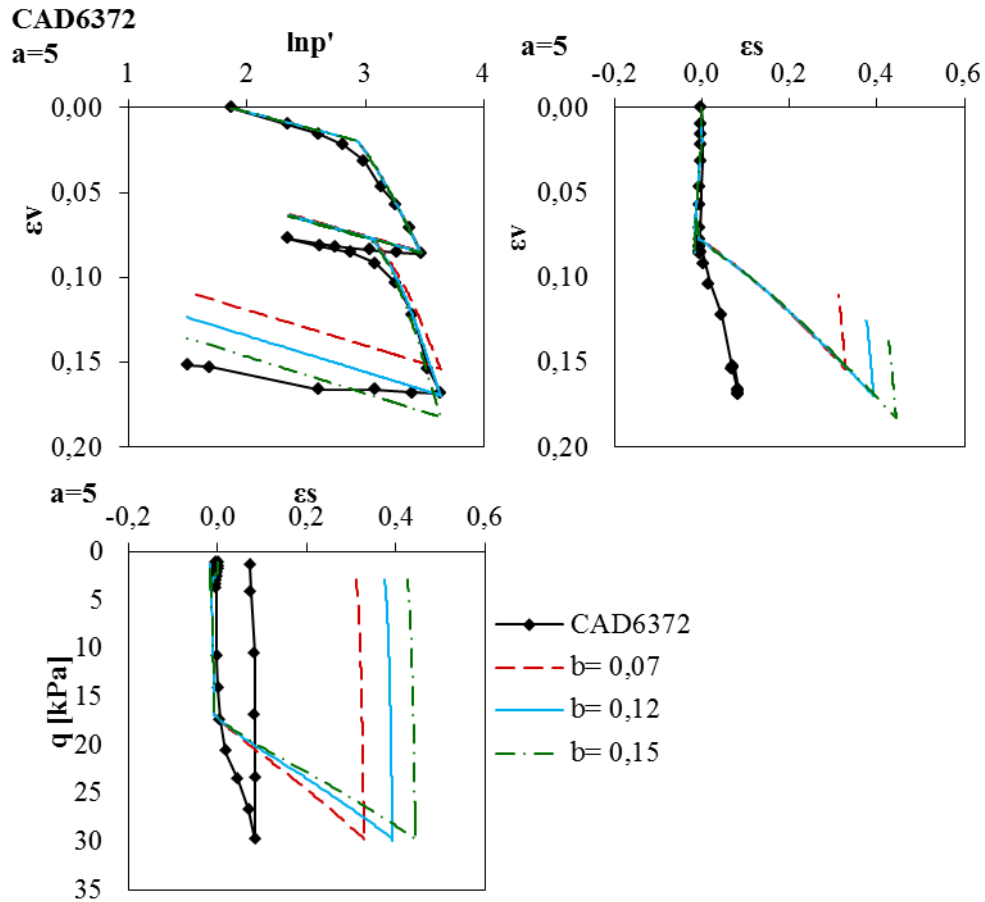 CAD6372
a=5
lnp'
1 2 3 4
0,00
0,05
0,10
0,15
0,20
εv
a=5
εs
-0,2 0,0 0,2 0,4 0,6
0,00
0,05
0,10
0,15
0,20
εv
a=5
εs
-0,2 0,0 0,2 0,4 0,6
0
5
10
15
20
25
30
35
q [kPa]
CAD6372
b= 0,07
b= 0,12
b= 0,15